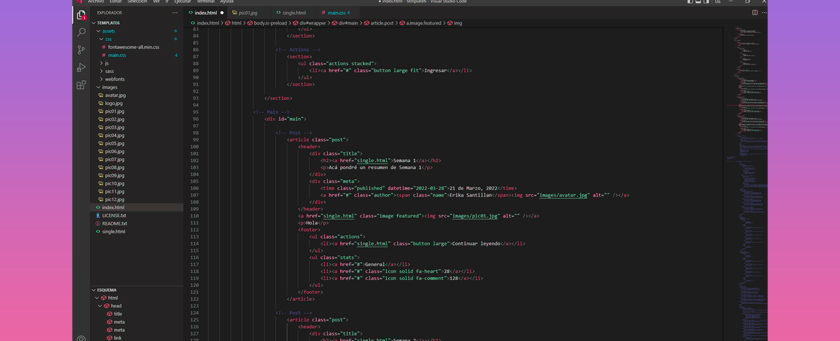 Archivo Editar Selección Ver Ir Ejecutar Terminal Ayuda
index.html - Templates - Visual Studio Code
EXPLORADOR
index.html
pic01.jpg
single.html
main.css 4
TEMPLATES
index.html > html > body.is-preload > div#wrapper > div#main > article.post > a.image.featured > img
assets
css
fontawesome-all.min.css
main.css 4
js
sass
webfonts
images
avatar.jpg
logo.jpg
pic01.jpg
pic02.jpg
pic03.jpg
pic04.jpg
pic05.jpg
pic06.jpg
pic07.jpg
pic08.jpg
pic09.jpg
pic10.jpg
pic11.jpg
pic12.jpg
index.html
LICENSE.txt
README.txt
single.html
ESQUEMA
html
head
title
meta
meta
link
83 </ul>
84 </section>
85
86 <!-- Actions -->
87 <section>
88 <ul class="actions stacked">
89 <li><a href="#" class="button large fit">Ingresar</a></li>
90 </ul>
91 </section>
92
93 </section>
94
95 <!-- Main -->
96 <div id="main">
97
98 <!-- Post -->
99 <article class="post">
100 <header>
101 <div class="title">
102 <h2><a href="single.html">Semana 1</a></h2>
103 <p>Acá pondré un resumen de Semana 1</p>
104 </div>
105 <div class="meta">
106 <time class="published" datetime="2022-03-28">21 de Marzo, 2022</time>
107 <a href="#" class="author"><span class="name">Erika Santillan</span><img src="images/avatar.jpg" alt="" /></a>
108 </div>
109 </header>
110 <a href="single.html" class="image featured"><img src="images/pic01.jpg" alt="" /></a>
111 <p>Hola</p>
112 <footer>
113 <ul class="actions">
114 <li><a href="single.html" class="button large">Continuar leyendo</a></li>
115 </ul>
116 <ul class="stats">
117 <li><a href="#">General</a></li>
118 <li><a href="#" class="icon solid fa-heart">28</a></li>
119 <li><a href="#" class="icon solid fa-comment">128</a></li>
120 </ul>
121 </footer>
122 </article>
123
124 <!-- Post -->
125 <article class="post">
126 <header>
127 <div class="title">